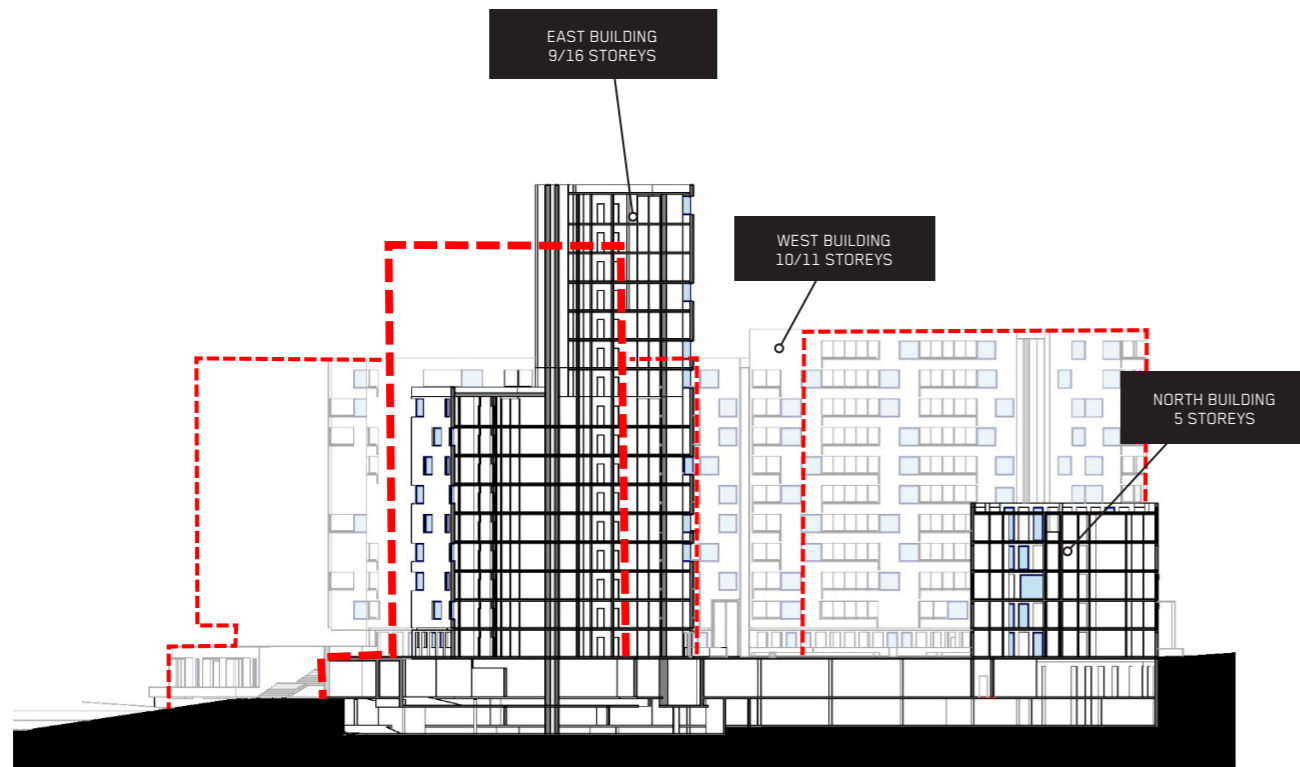 EAST BUILDING
9/16 STOREYS
WEST BUILDING
10/11 STOREYS
NORTH BUILDING
5 STOREYS